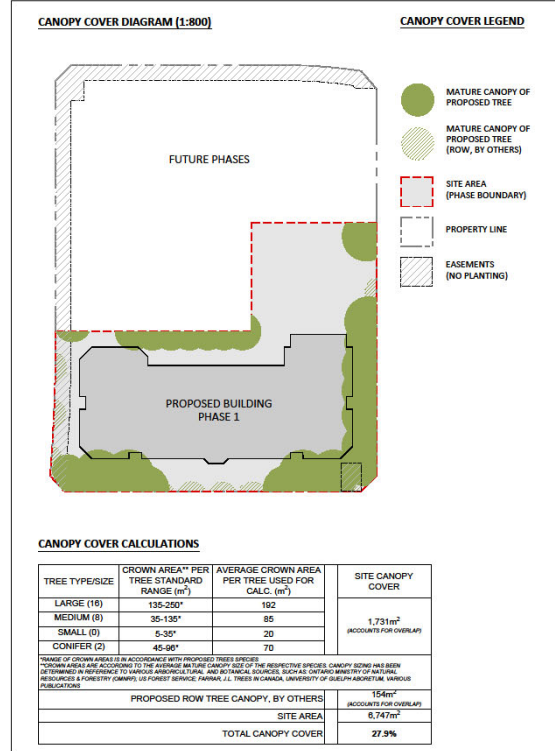 CANOPY COVER DIAGRAM (1:800)
CANOPY COVER LEGEND
MATURE CANOPY OF
PROPOSED TREE
MATURE CANOPY OF
PROPOSED TREE
(ROW, BY OTHERS)
SITE AREA
(PHASE BOUNDARY)
PROPERTY LINE
EASEMENTS
(NO PLANTING)
FUTURE PHASES
PROPOSED BUILDING
PHASE 1
CANOPY COVER CALCULATIONS
TREE TYPE/SIZE
CROWN AREA** PER
TREE STANDARD
RANGE (m²)
AVERAGE CROWN AREA
PER TREE USED FOR
CALC. (m²)
SITE CANOPY
COVER
LARGE (16) 135-250* 192
MEDIUM (8) 35-135* 85
SMALL (0) 5-35* 20
CONIFER (2) 45-96* 70
1,731m²
(ACCOUNTS FOR OVERLAP)
*RANGE OF CROWN AREAS IS IN ACCORDANCE WITH PROPOSED TREES SPECIES
**CROWN AREAS ARE ACCORDING TO THE AVERAGE MATURE CANOPY SIZE OF THE RESPECTIVE SPECIES. CANOPY SIZING HAS BEEN
DETERMINED IN REFERENCE TO VARIOUS ARBORICULTURAL AND BOTANICAL SOURCES, SUCH AS: ONTARIO MINISTRY OF NATURAL
RESOURCES & FORESTRY (OMNRF); US FOREST SERVICE; FARRAR, J.L. TREES IN CANADA, UNIVERSITY OF GUELPH ABORETUM, VARIOUS
PUBLICATIONS
PROPOSED ROW TREE CANOPY, BY OTHERS 154m²
(ACCOUNTS FOR OVERLAP)
SITE AREA 6,747m²
TOTAL CANOPY COVER 27.9%